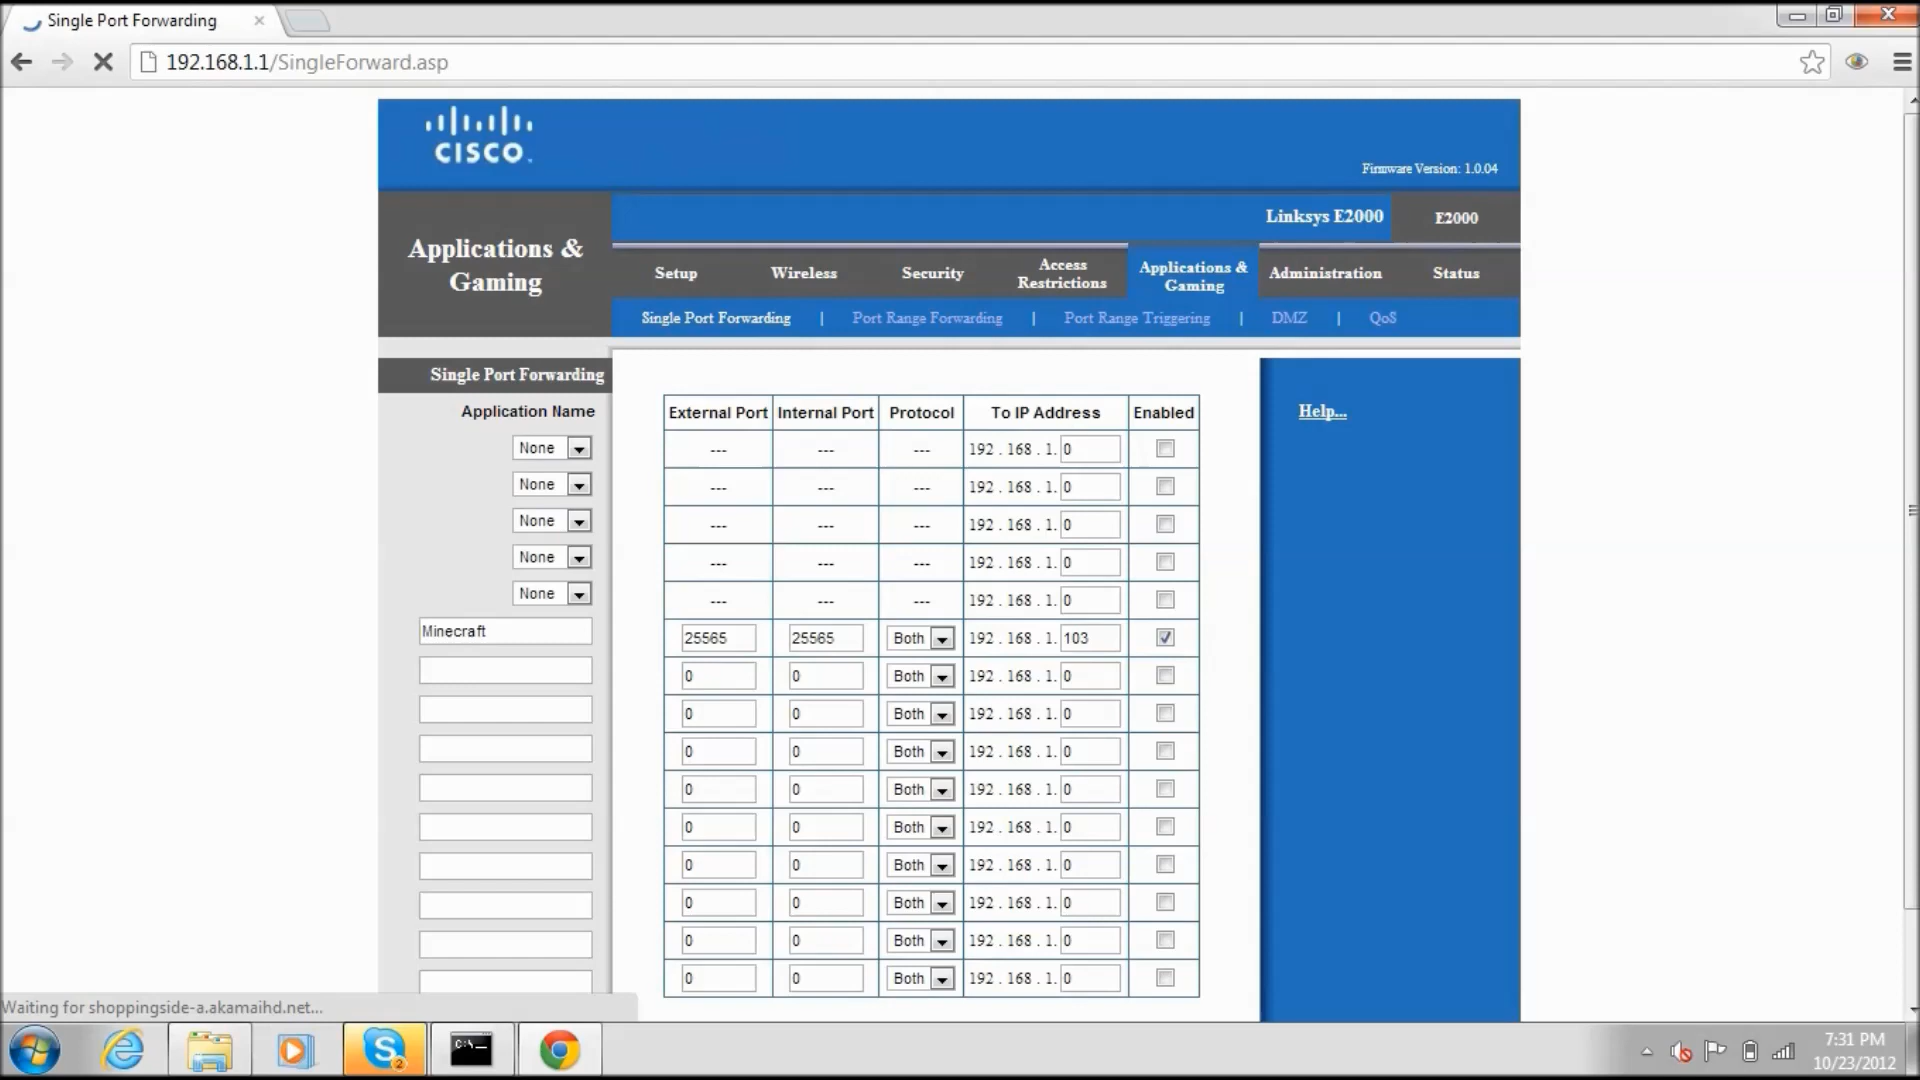 Single Port Forwarding
192.168.1.1/SingleForward.asp
CISCO.
Firmware Version: 1.0.04
Linksys E2000 E2000
Applications & Gaming
Setup Wireless Security Access Restrictions Applications & Gaming Administration Status
Single Port Forwarding | Port Range Forwarding | Port Range Triggering | DMZ | QoS
Single Port Forwarding
Application Name External Port Internal Port Protocol To IP Address Enabled
Help...
None --- --- --- 192 . 168 . 1. 0
None --- --- --- 192 . 168 . 1. 0
None --- --- --- 192 . 168 . 1. 0
None --- --- --- 192 . 168 . 1. 0
None --- --- --- 192 . 168 . 1. 0
Minecraft 25565 25565 Both 192 . 168 . 1. 103
0 0 Both 192 . 168 . 1. 0
0 0 Both 192 . 168 . 1. 0
0 0 Both 192 . 168 . 1. 0
0 0 Both 192 . 168 . 1. 0
0 0 Both 192 . 168 . 1. 0
0 0 Both 192 . 168 . 1. 0
0 0 Both 192 . 168 . 1. 0
0 0 Both 192 . 168 . 1. 0
0 0 Both 192 . 168 . 1. 0
Waiting for shoppingside-a.akamaihd.net...
S 2
C:\
7:31 PM
10/23/2012